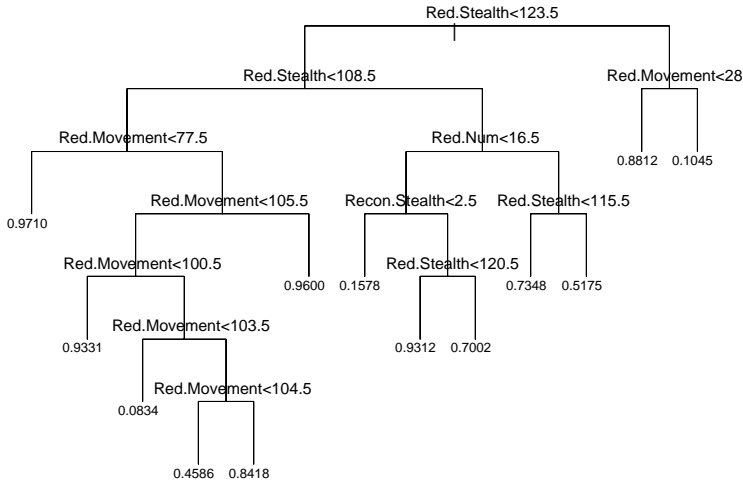 Red.Stealth<123.5
Red.Stealth<108.5
Red.Movement<28
Red.Movement<77.5
Red.Num<16.5
0.8812
0.1045
0.9710
Red.Movement<105.5
Recon.Stealth<2.5
Red.Stealth<115.5
Red.Movement<100.5
0.9600
0.1578
Red.Stealth<120.5
0.7348
0.5175
0.9331
Red.Movement<103.5
0.9312
0.7002
0.0834
Red.Movement<104.5
0.4586
0.8418